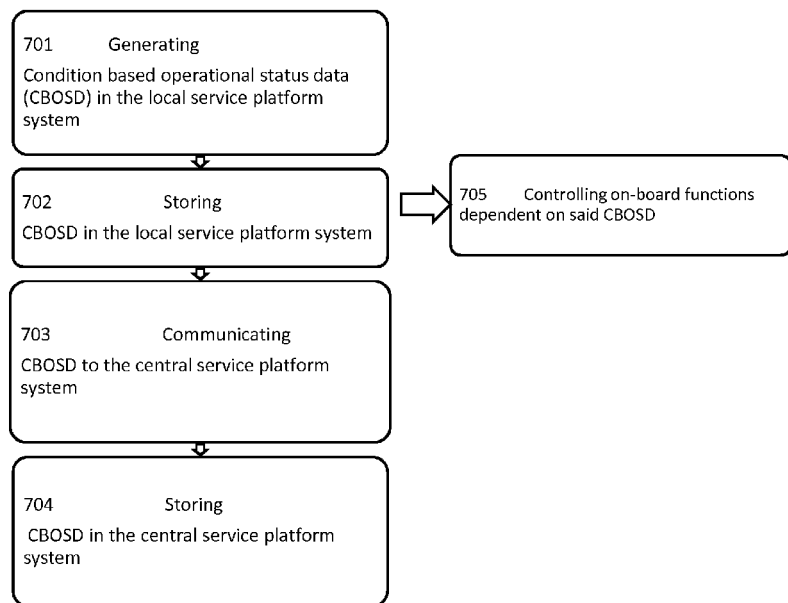 701 Generating
Condition based operational status data
(CBOSD) in the local service platform
system
702 Storing
CBOSD in the local service platform system
705 Controlling on-board functions
dependent on said CBOSD
703 Communicating
CBOSD to the central service platform
system
704 Storing
CBOSD in the central service platform
system